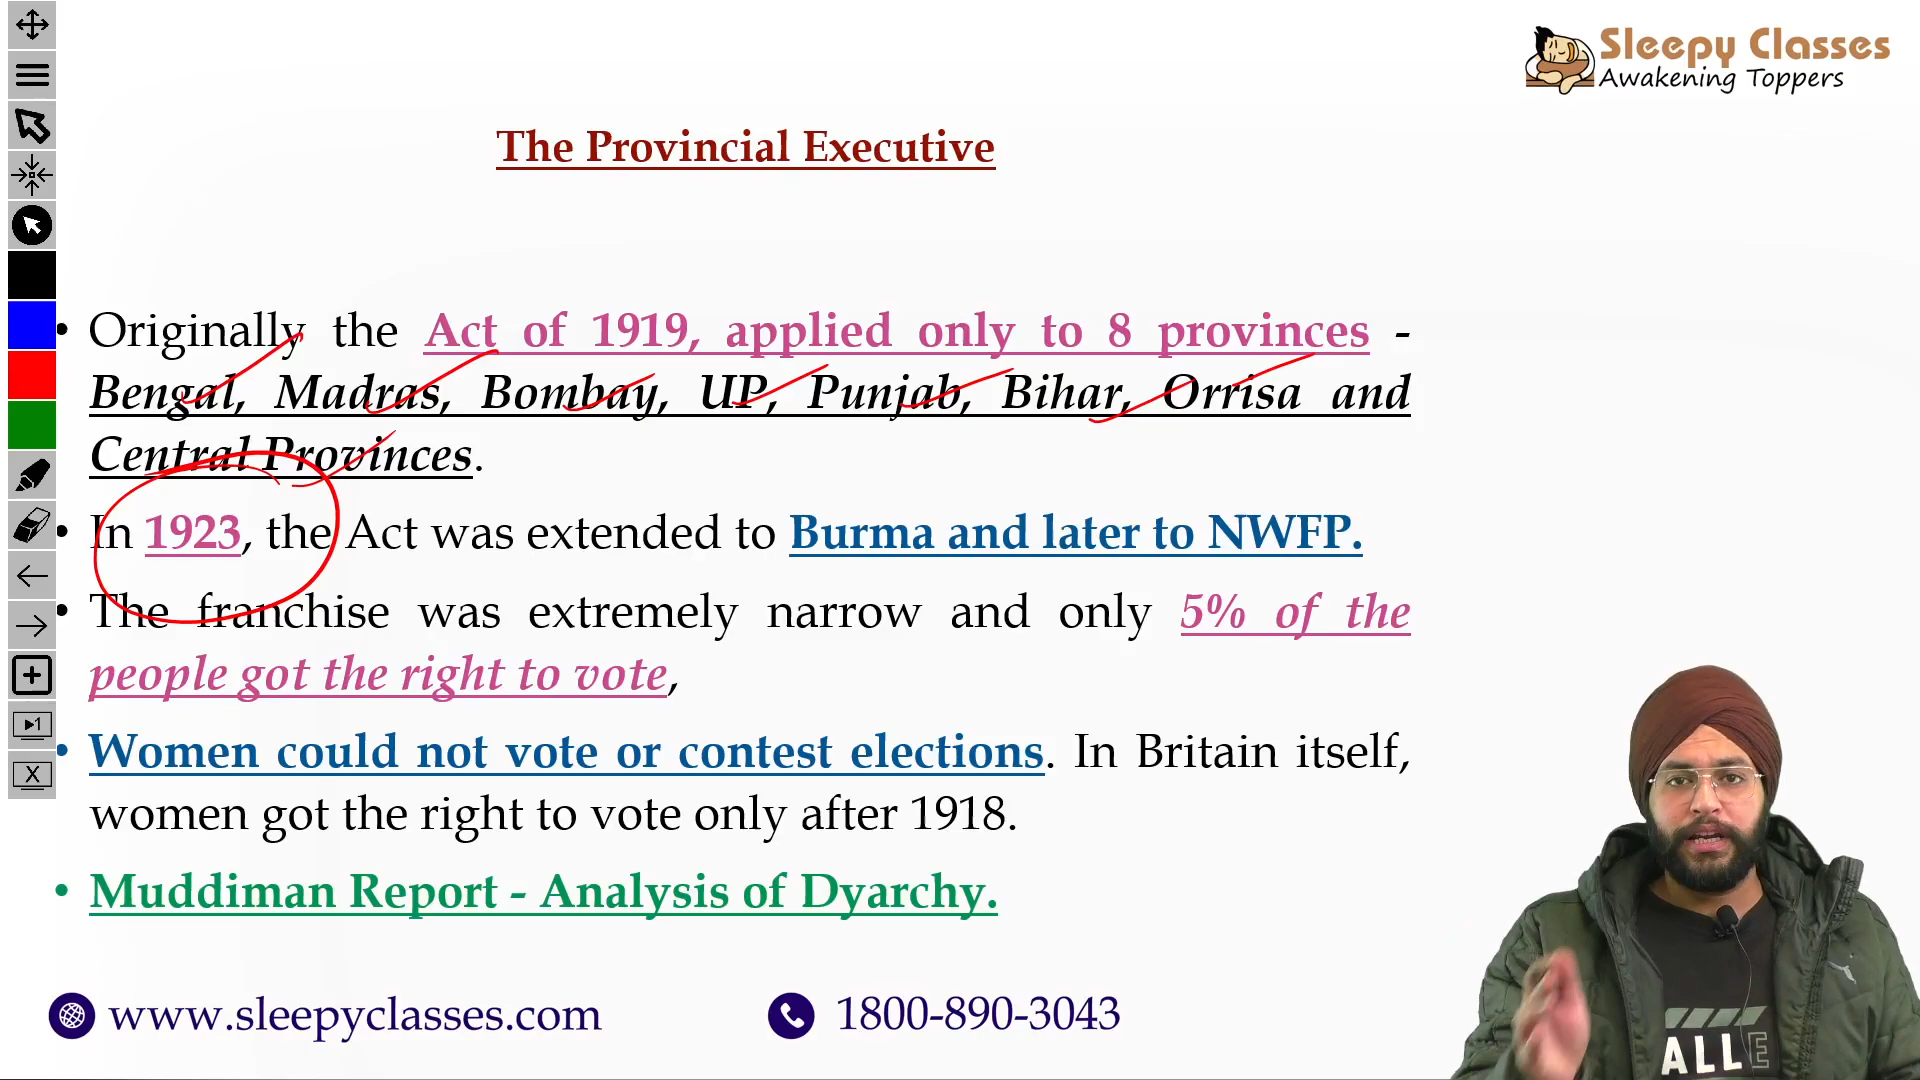 Sleepy Classes
Awakening Toppers
The Provincial Executive
• Originally the Act of 1919, applied only to 8 provinces -
Bengal, Madras, Bombay, UP, Punjab, Bihar, Orrisa and
Central Provinces.
• In 1923, the Act was extended to Burma and later to NWFP.
• The franchise was extremely narrow and only 5% of the
people got the right to vote,
• Women could not vote or contest elections. In Britain itself,
women got the right to vote only after 1918.
• Muddiman Report - Analysis of Dyarchy.
www.sleepyclasses.com
1800-890-3043
1
X
ALLE